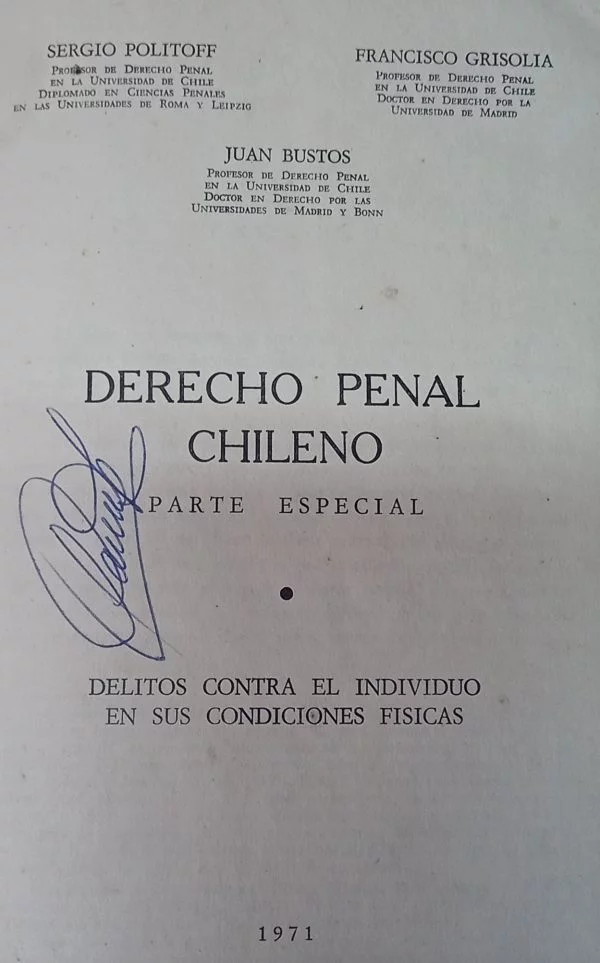 SERGIO POLITOFF
PROFESOR DE DERECHO PENAL
EN LA UNIVERSIDAD DE CHILE
DIPLOMADO EN CIENCIAS PENALES
EN LAS UNIVERSIDADES DE ROMA Y LEIPZIG
FRANCISCO GRISOLIA
PROFESOR DE DERECHO PENAL
EN LA UNIVERSIDAD DE CHILE
DOCTOR EN DERECHO POR LA
UNIVERSIDAD DE MADRID
JUAN BUSTOS
PROFESOR DE DERECHO PENAL
EN LA UNIVERSIDAD DE CHILE
DOCTOR EN DERECHO POR LAS
UNIVERSIDADES DE MADRID Y BONN
DERECHO PENAL
CHILENO
PARTE ESPECIAL
DELITOS CONTRA EL INDIVIDUO
EN SUS CONDICIONES FISICAS
1971